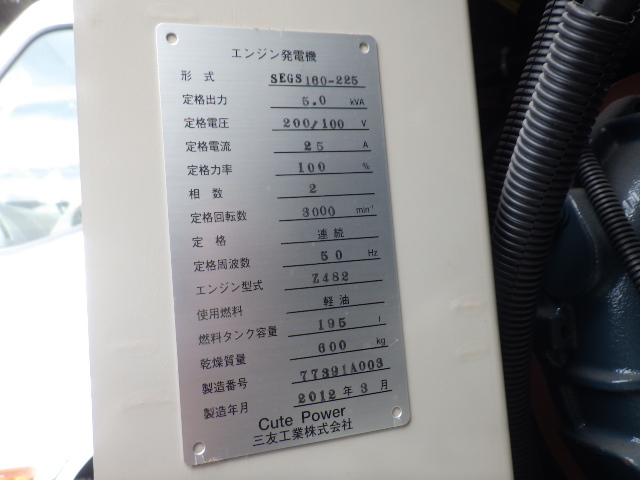 エンジン発電機
形式 SEGS160-225
定格出力 5.0 kVA
定格電圧 200/100 V
定格電流 25 A
定格力率 100 %
相数 2
定格回転数 3000 min⁻¹
定格 連続
定格周波数 50 Hz
エンジン型式 Z482
使用燃料 軽油
燃料タンク容量 195 l
乾燥質量 600 kg
製造番号 77391A003
製造年月 2012年3月
Cute Power
三友工業株式会社